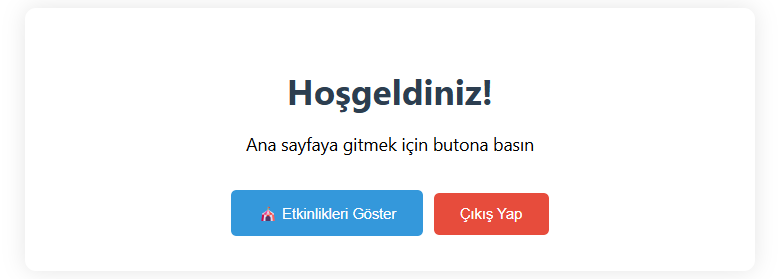 Hoşgeldiniz!
Ana sayfaya gitmek için butona basın
🎪 Etkinlikleri Göster Çıkış Yap